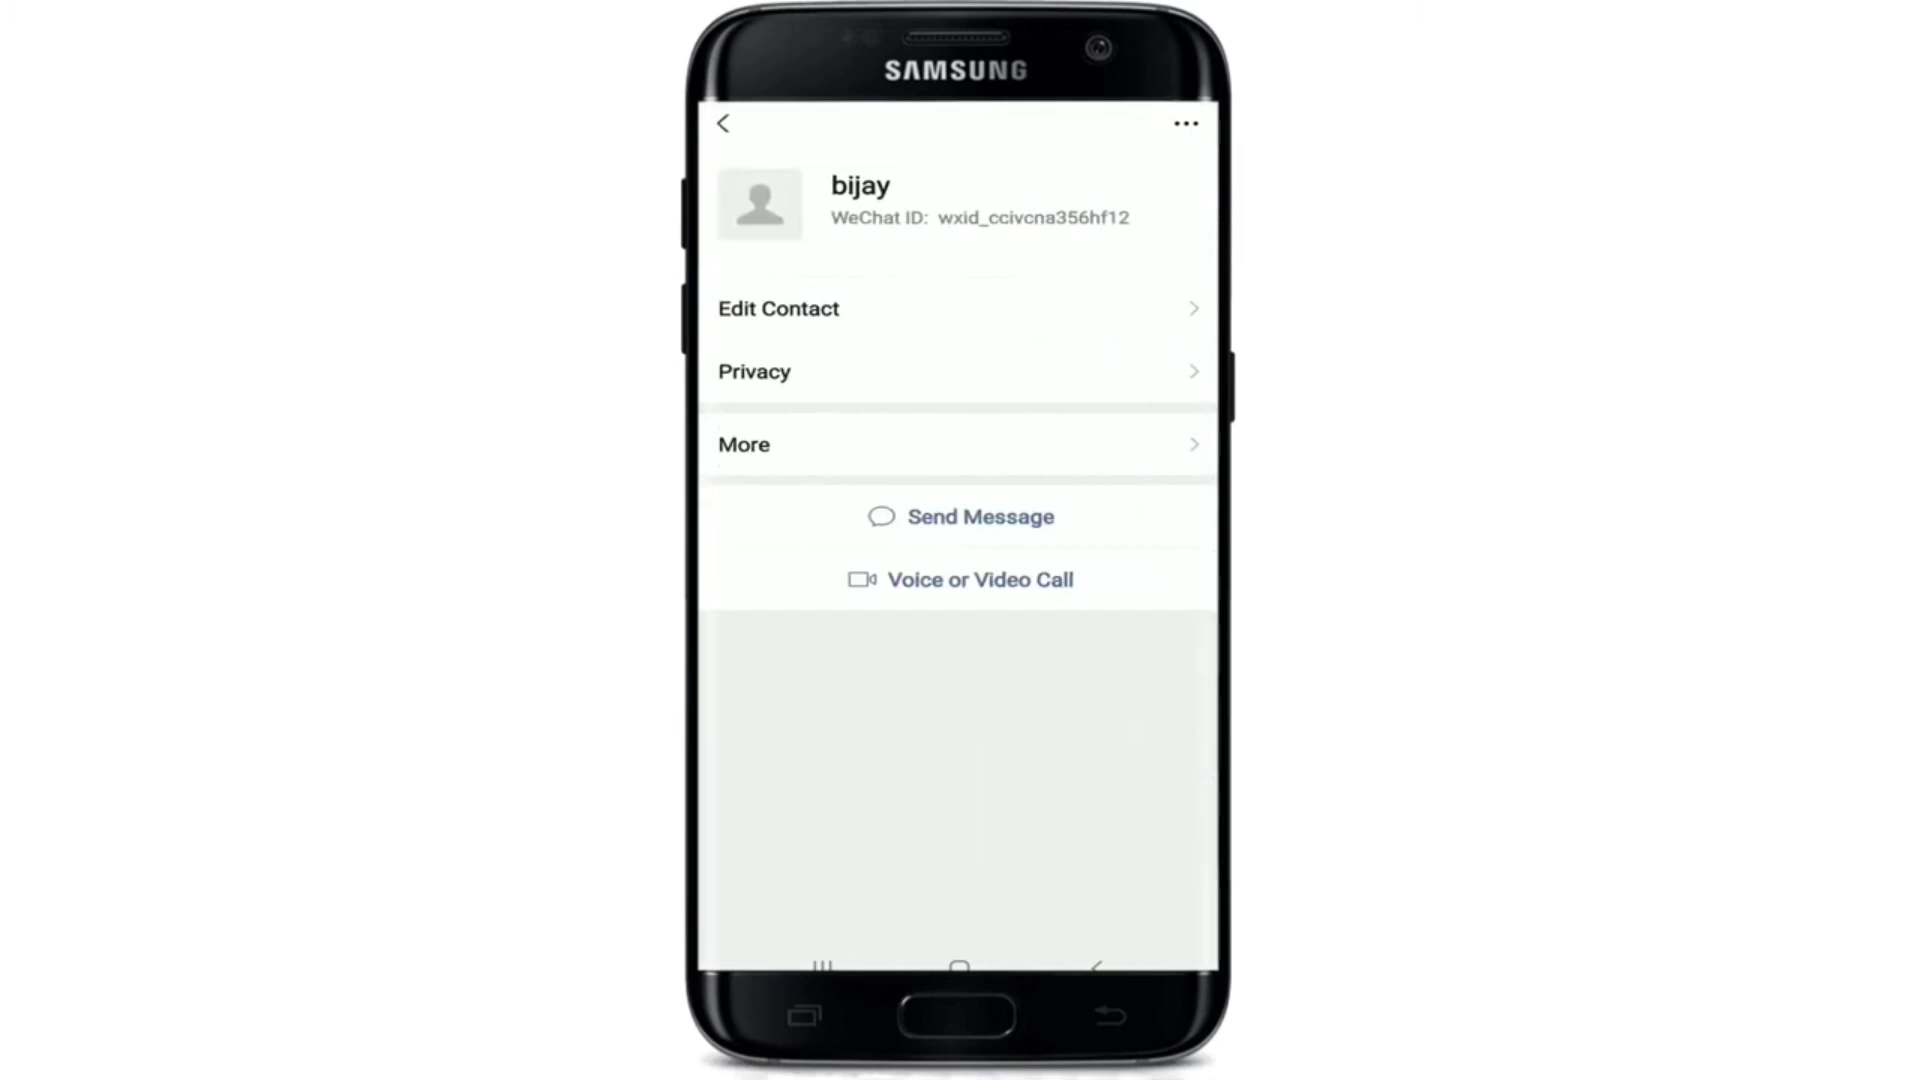 SAMSUNG
bijay
WeChat ID: wxid_ccivcna356hf12
Edit Contact
Privacy
More
Send Message
Voice or Video Call